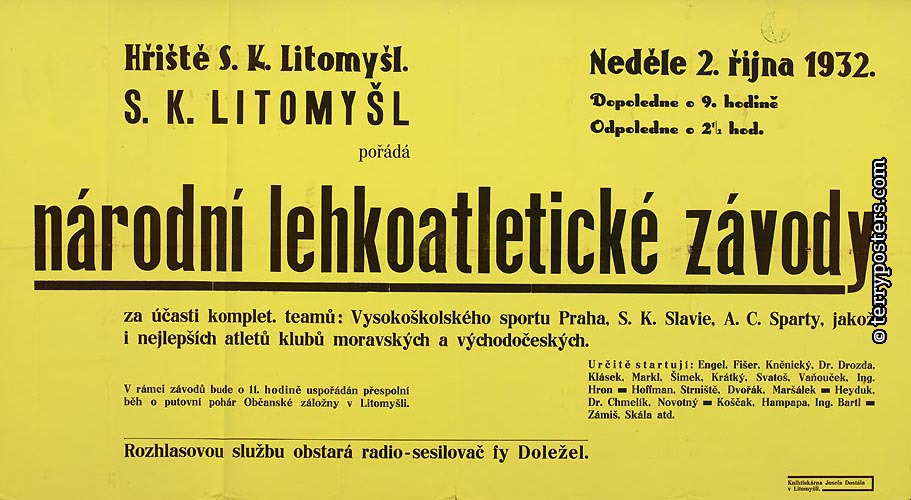 Hřiště S. K. Litomyšl.
S. K. LITOMYŠL
pořádá
Neděle 2. října 1932.
Dopoledne o 9. hodině
Odpoledne o 2½ hod.
národní lehkoatletické závody
za účasti komplet. teamů: Vysokoškolského sportu Praha, S. K. Slavie, A. C. Sparty, jakož
i nejlepších atletů klubů moravských a východočeských.
V rámci závodů bude o 11. hodině uspořádán přespolní
běh o putovní pohár Občanské záložny v Litomyšli.
Určitě startují: Engel, Fišer, Kněnický, Dr. Drozda,
Klásek, Markl, Šimek, Krátký, Svatoš, Vaňouček, Ing.
Hron — Hoffman, Strniště, Dvořák, Maršálek — Heyduk,
Dr. Chmelík, Novotný — Koščak, Hampapa, Ing. Bartl —
Zámiš, Skála atd.
Rozhlasovou službu obstará radio-sesilovač fy Doležel.
Knihtiskárna Josefa Dostála
v Litomyšli.
© terryposters.com